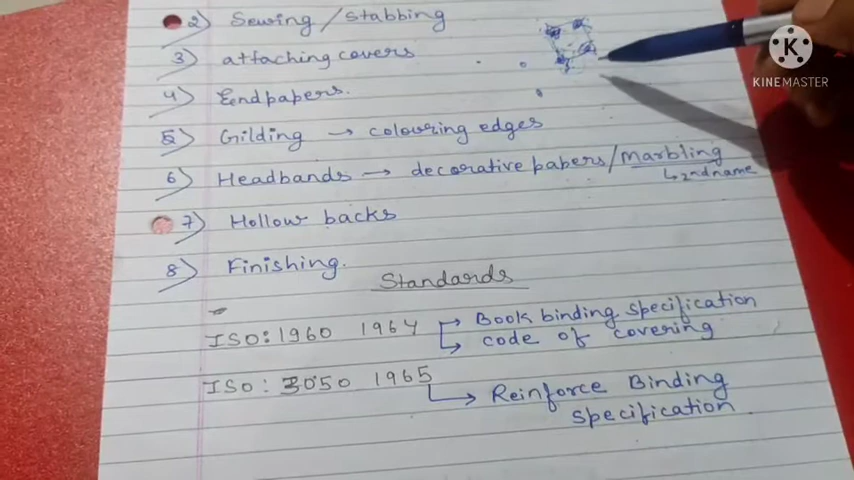 2) Sewing/stabbing
3) attaching covers
4) Endpapers.
5) Gilding → colouring edges
6) Headbands → decorative papers/Marbling
↳ 2nd name
7) Hollow backs
8) Finishing.
Standards
ISO: 1960 1964 → Book binding specification
→ code of covering
ISO: 3050 1965
→ Reinforce Binding
specification
K
KINEMASTER